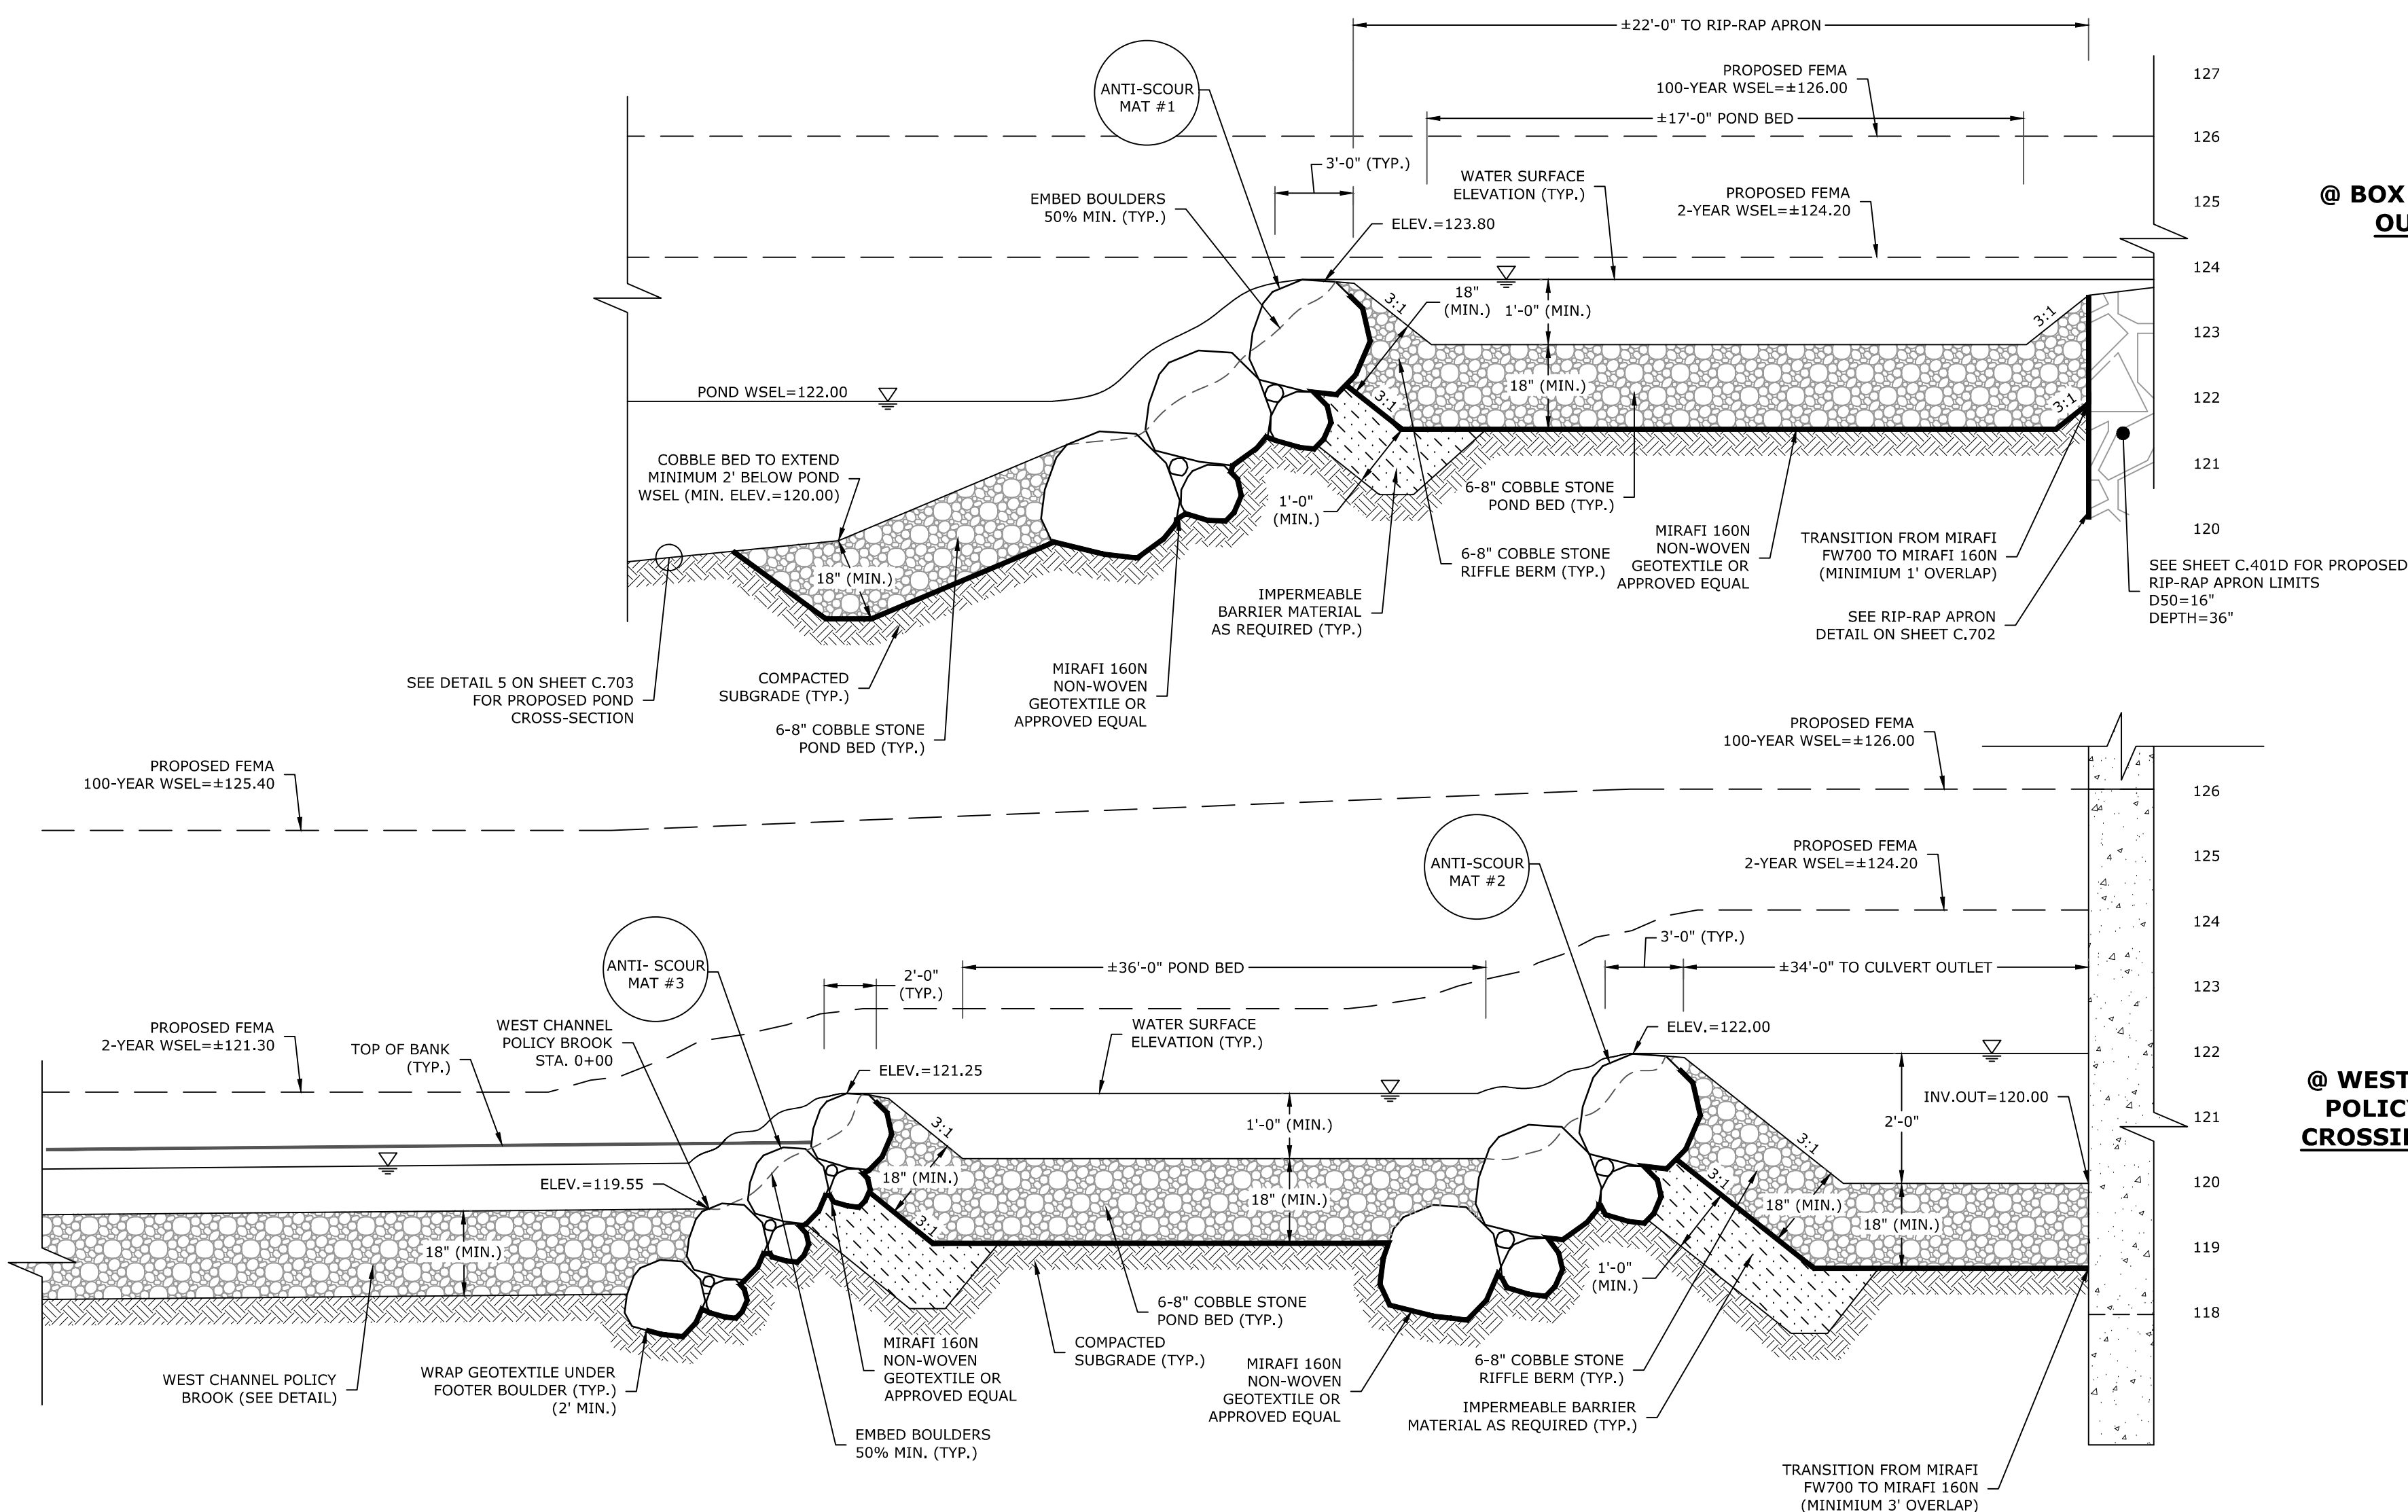 ±22'-0" TO RIP-RAP APRON
PROPOSED FEMA
100-YEAR WSEL=±126.00
127
ANTI-SCOUR
MAT #1
±17'-0" POND BED
126
3'-0" (TYP.)
WATER SURFACE
ELEVATION (TYP.)
PROPOSED FEMA
2-YEAR WSEL=±124.20
125
@ BOX
EMBED BOULDERS
50% MIN. (TYP.)
ELEV.=123.80
124
3:1
18"
(MIN.)
1'-0" (MIN.)
3:1
123
POND WSEL=122.00
18" (MIN.)
3:1
3:1
122
COBBLE BED TO EXTEND
MINIMUM 2' BELOW POND
WSEL (MIN. ELEV.=120.00)
121
1'-0"
(MIN.)
6-8" COBBLE STONE
POND BED (TYP.)
120
18" (MIN.)
6-8" COBBLE STONE
RIFFLE BERM (TYP.)
MIRAFI 160N
NON-WOVEN
GEOTEXTILE OR
APPROVED EQUAL
TRANSITION FROM MIRAFI
FW700 TO MIRAFI 160N
(MINIMUM 1' OVERLAP)
SEE SHEET C.401D FOR PROPOSED
RIP-RAP APRON LIMITS
D50=16"
DEPTH=36"
IMPERMEABLE
BARRIER MATERIAL
AS REQUIRED (TYP.)
SEE RIP-RAP APRON
DETAIL ON SHEET C.702
SEE DETAIL 5 ON SHEET C.703
FOR PROPOSED POND
CROSS-SECTION
COMPACTED
SUBGRADE (TYP.)
MIRAFI 160N
NON-WOVEN
GEOTEXTILE OR
APPROVED EQUAL
6-8" COBBLE STONE
POND BED (TYP.)
PROPOSED FEMA
100-YEAR WSEL=±125.40
PROPOSED FEMA
100-YEAR WSEL=±126.00
126
ANTI-SCOUR
MAT #2
PROPOSED FEMA
2-YEAR WSEL=±124.20
125
124
ANTI- SCOUR
MAT #3
2'-0"
(TYP.)
±36'-0" POND BED
3'-0" (TYP.)
±34'-0" TO CULVERT OUTLET
123
PROPOSED FEMA
2-YEAR WSEL=±121.30
TOP OF BANK
(TYP.)
WEST CHANNEL
POLICY BROOK
STA. 0+00
WATER SURFACE
ELEVATION (TYP.)
ELEV.=122.00
122
ELEV.=121.25
INV.OUT=120.00
@ WEST
POLICY
CROSSI
121
3:1
1'-0" (MIN.)
3:1
2'-0"
ELEV.=119.55
18" (MIN.)
3:1
18" (MIN.)
3:1
18" (MIN.)
18" (MIN.)
120
18" (MIN.)
119
1'-0"
(MIN.)
6-8" COBBLE STONE
POND BED (TYP.)
118
COMPACTED
SUBGRADE (TYP.)
MIRAFI 160N
NON-WOVEN
GEOTEXTILE OR
APPROVED EQUAL
MIRAFI 160N
NON-WOVEN
GEOTEXTILE OR
APPROVED EQUAL
6-8" COBBLE STONE
RIFFLE BERM (TYP.)
WEST CHANNEL POLICY
BROOK (SEE DETAIL)
WRAP GEOTEXTILE UNDER
FOOTER BOULDER (TYP.)
(2' MIN.)
IMPERMEABLE BARRIER
MATERIAL AS REQUIRED (TYP.)
EMBED BOULDERS
50% MIN. (TYP.)
TRANSITION FROM MIRAFI
FW700 TO MIRAFI 160N
(MINIMIUM 3' OVERLAP)